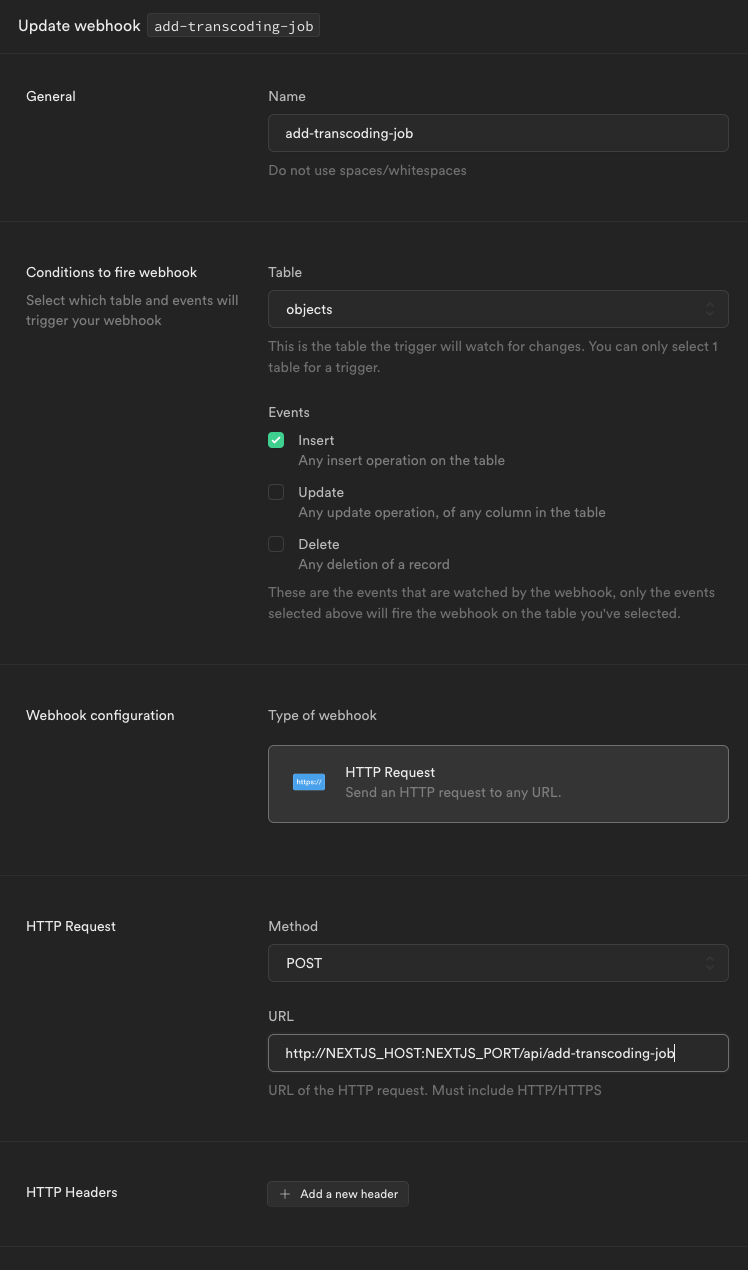 Update webhook add-transcoding-job
General
Name
add-transcoding-job
Do not use spaces/whitespaces
Conditions to fire webhook
Select which table and events will
trigger your webhook
Table
objects
This is the table the trigger will watch for changes. You can only select 1
table for a trigger.
Events
Insert
Any insert operation on the table
Update
Any update operation, of any column in the table
Delete
Any deletion of a record
These are the events that are watched by the webhook, only the events
selected above will fire the webhook on the table you've selected.
Webhook configuration
Type of webhook
https://
HTTP Request
Send an HTTP request to any URL.
HTTP Request
Method
POST
URL
http://NEXTJS_HOST:NEXTJS_PORT/api/add-transcoding-job
URL of the HTTP request. Must include HTTP/HTTPS
HTTP Headers
Add a new header